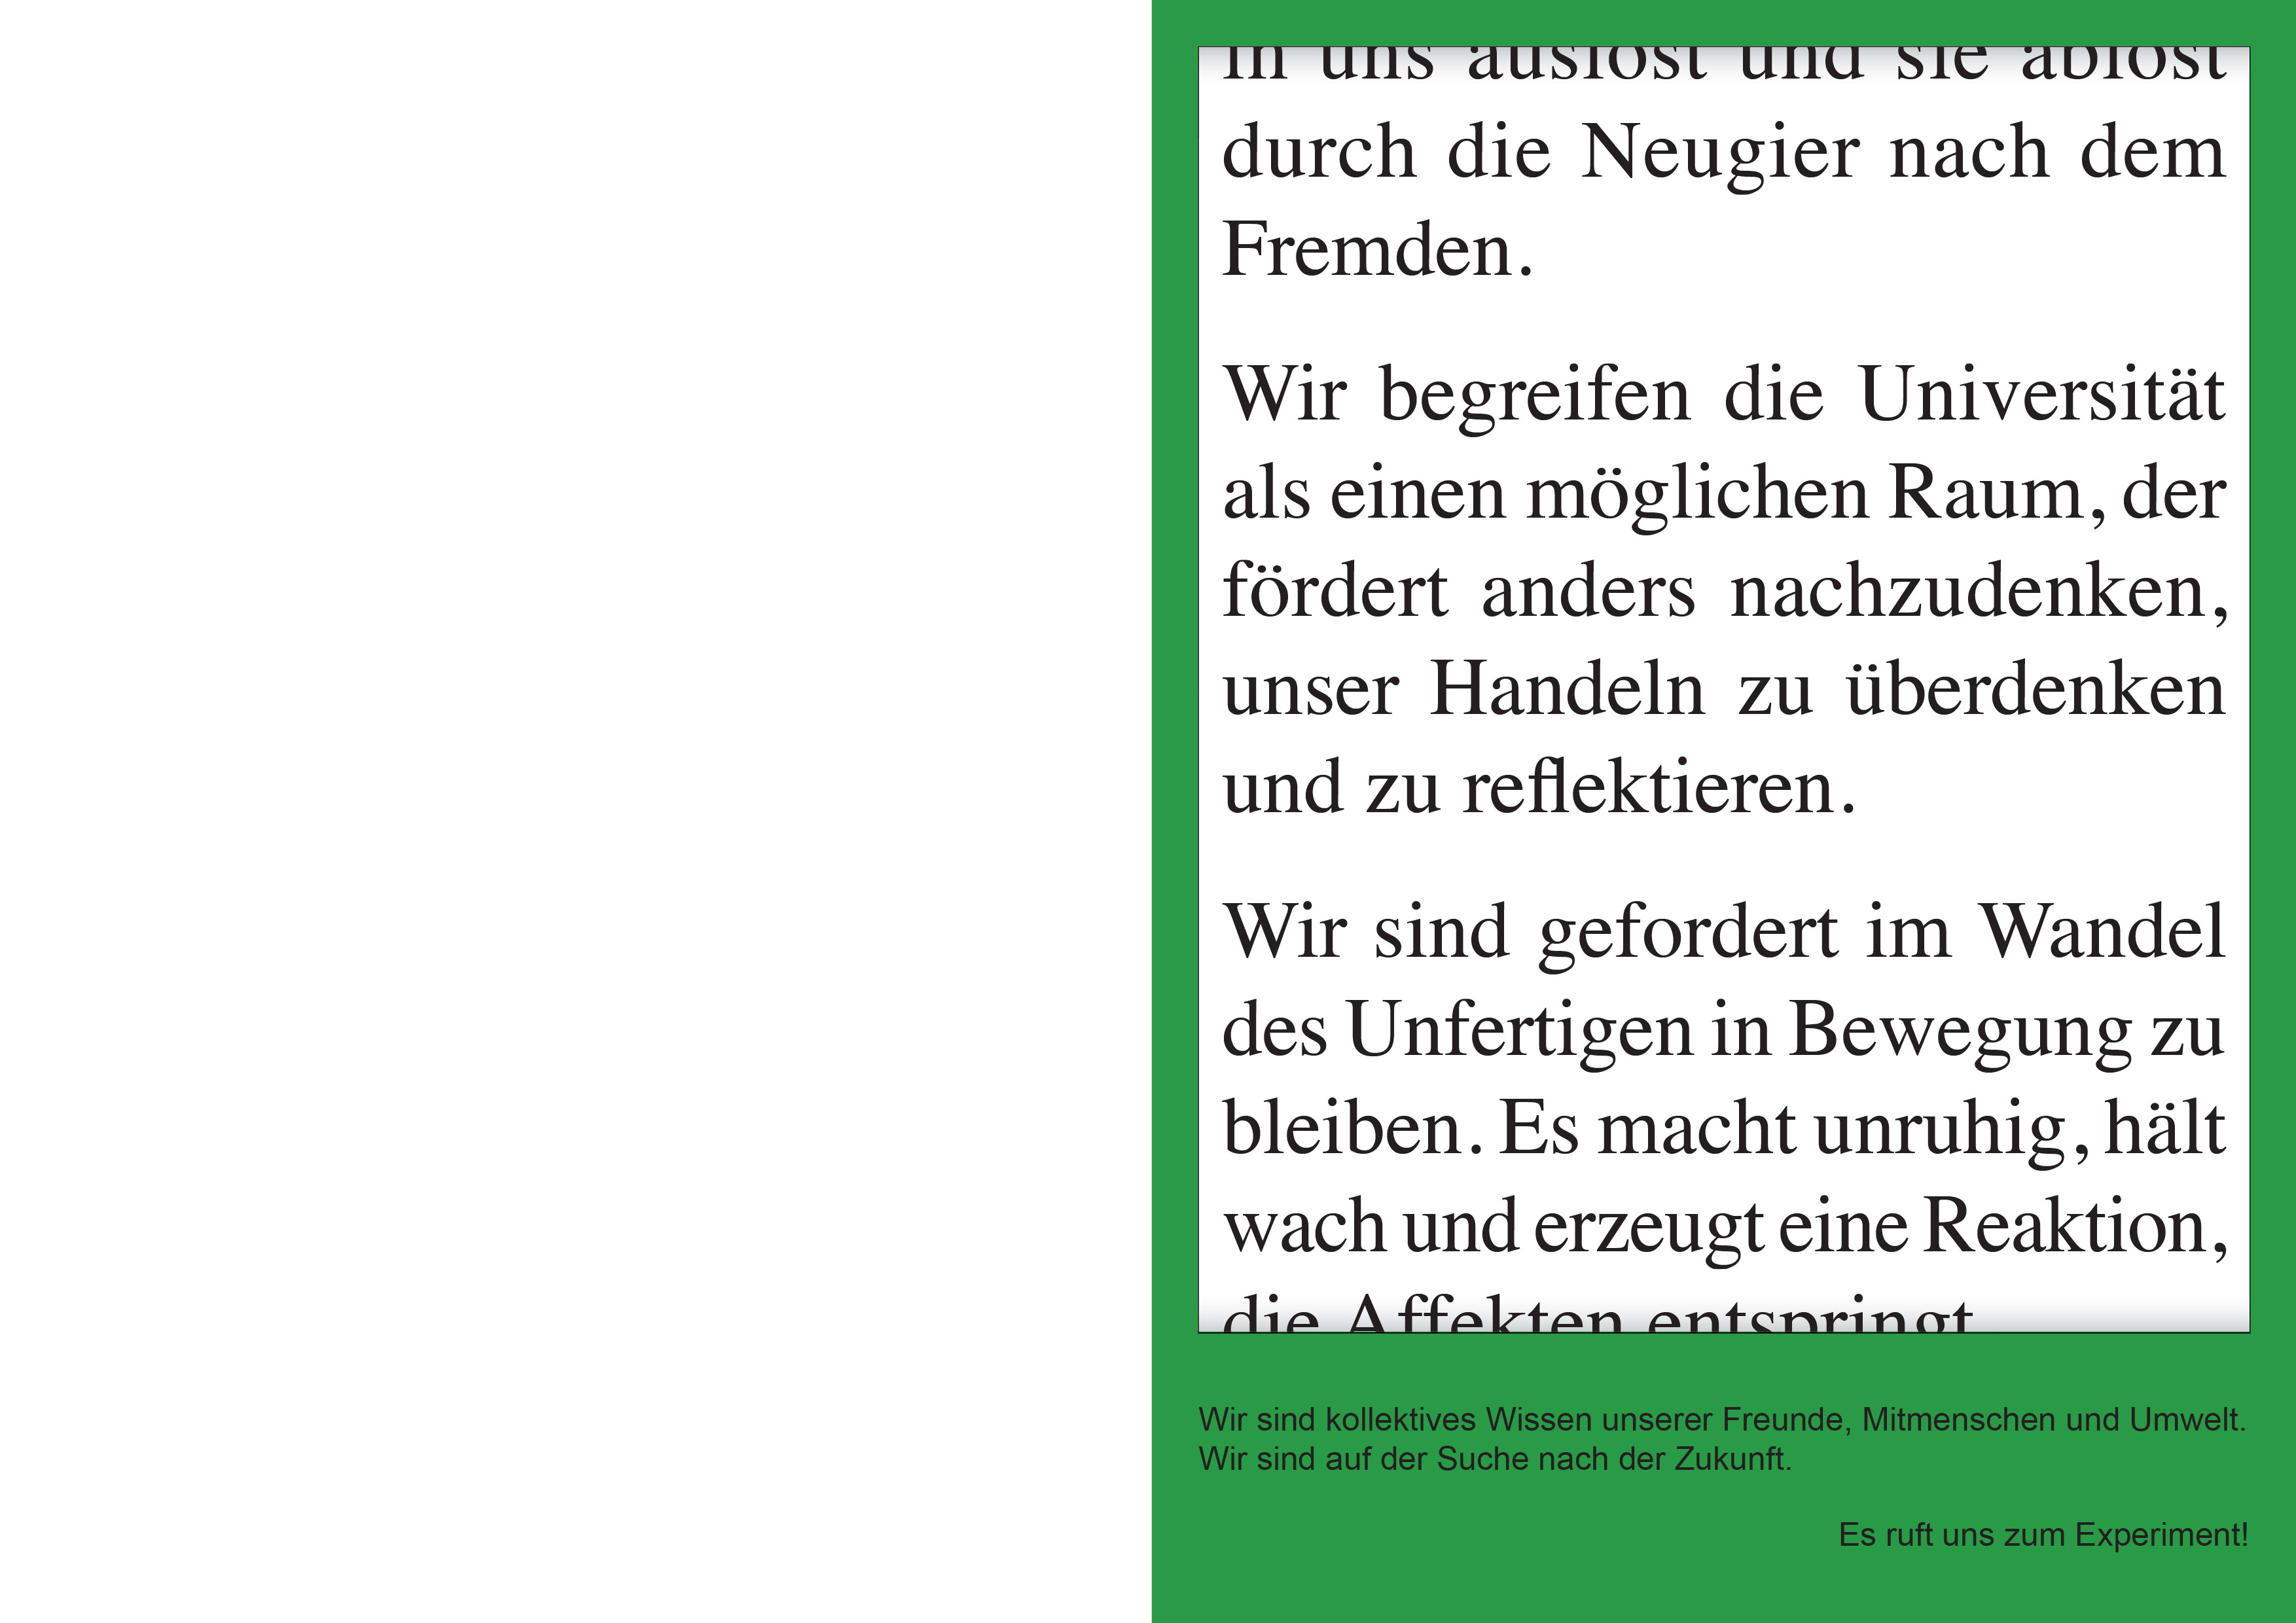 in uns auslöst und sie ablöst
durch die Neugier nach dem
Fremden.
Wir begreifen die Universität
als einen möglichen Raum, der
fördert anders nachzudenken,
unser Handeln zu überdenken
und zu reflektieren.
Wir sind gefordert im Wandel
des Unfertigen in Bewegung zu
bleiben. Es macht unruhig, hält
wach und erzeugt eine Reaktion,
die Affekten entspringt
Wir sind kollektives Wissen unserer Freunde, Mitmenschen und Umwelt.
Wir sind auf der Suche nach der Zukunft.
Es ruft uns zum Experiment!